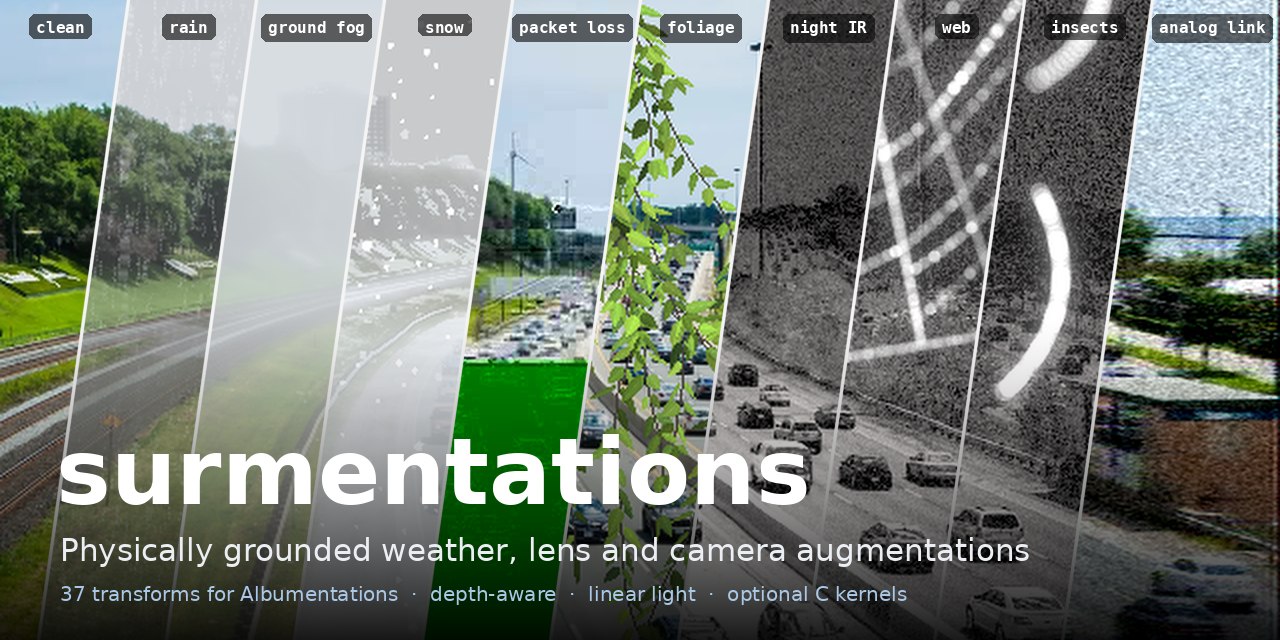 clean rain ground fog snow packet loss foliage night IR web insects analog link
surmentations
Physically grounded weather, lens and camera augmentations
37 transforms for Albumentations · depth-aware · linear light · optional C kernels